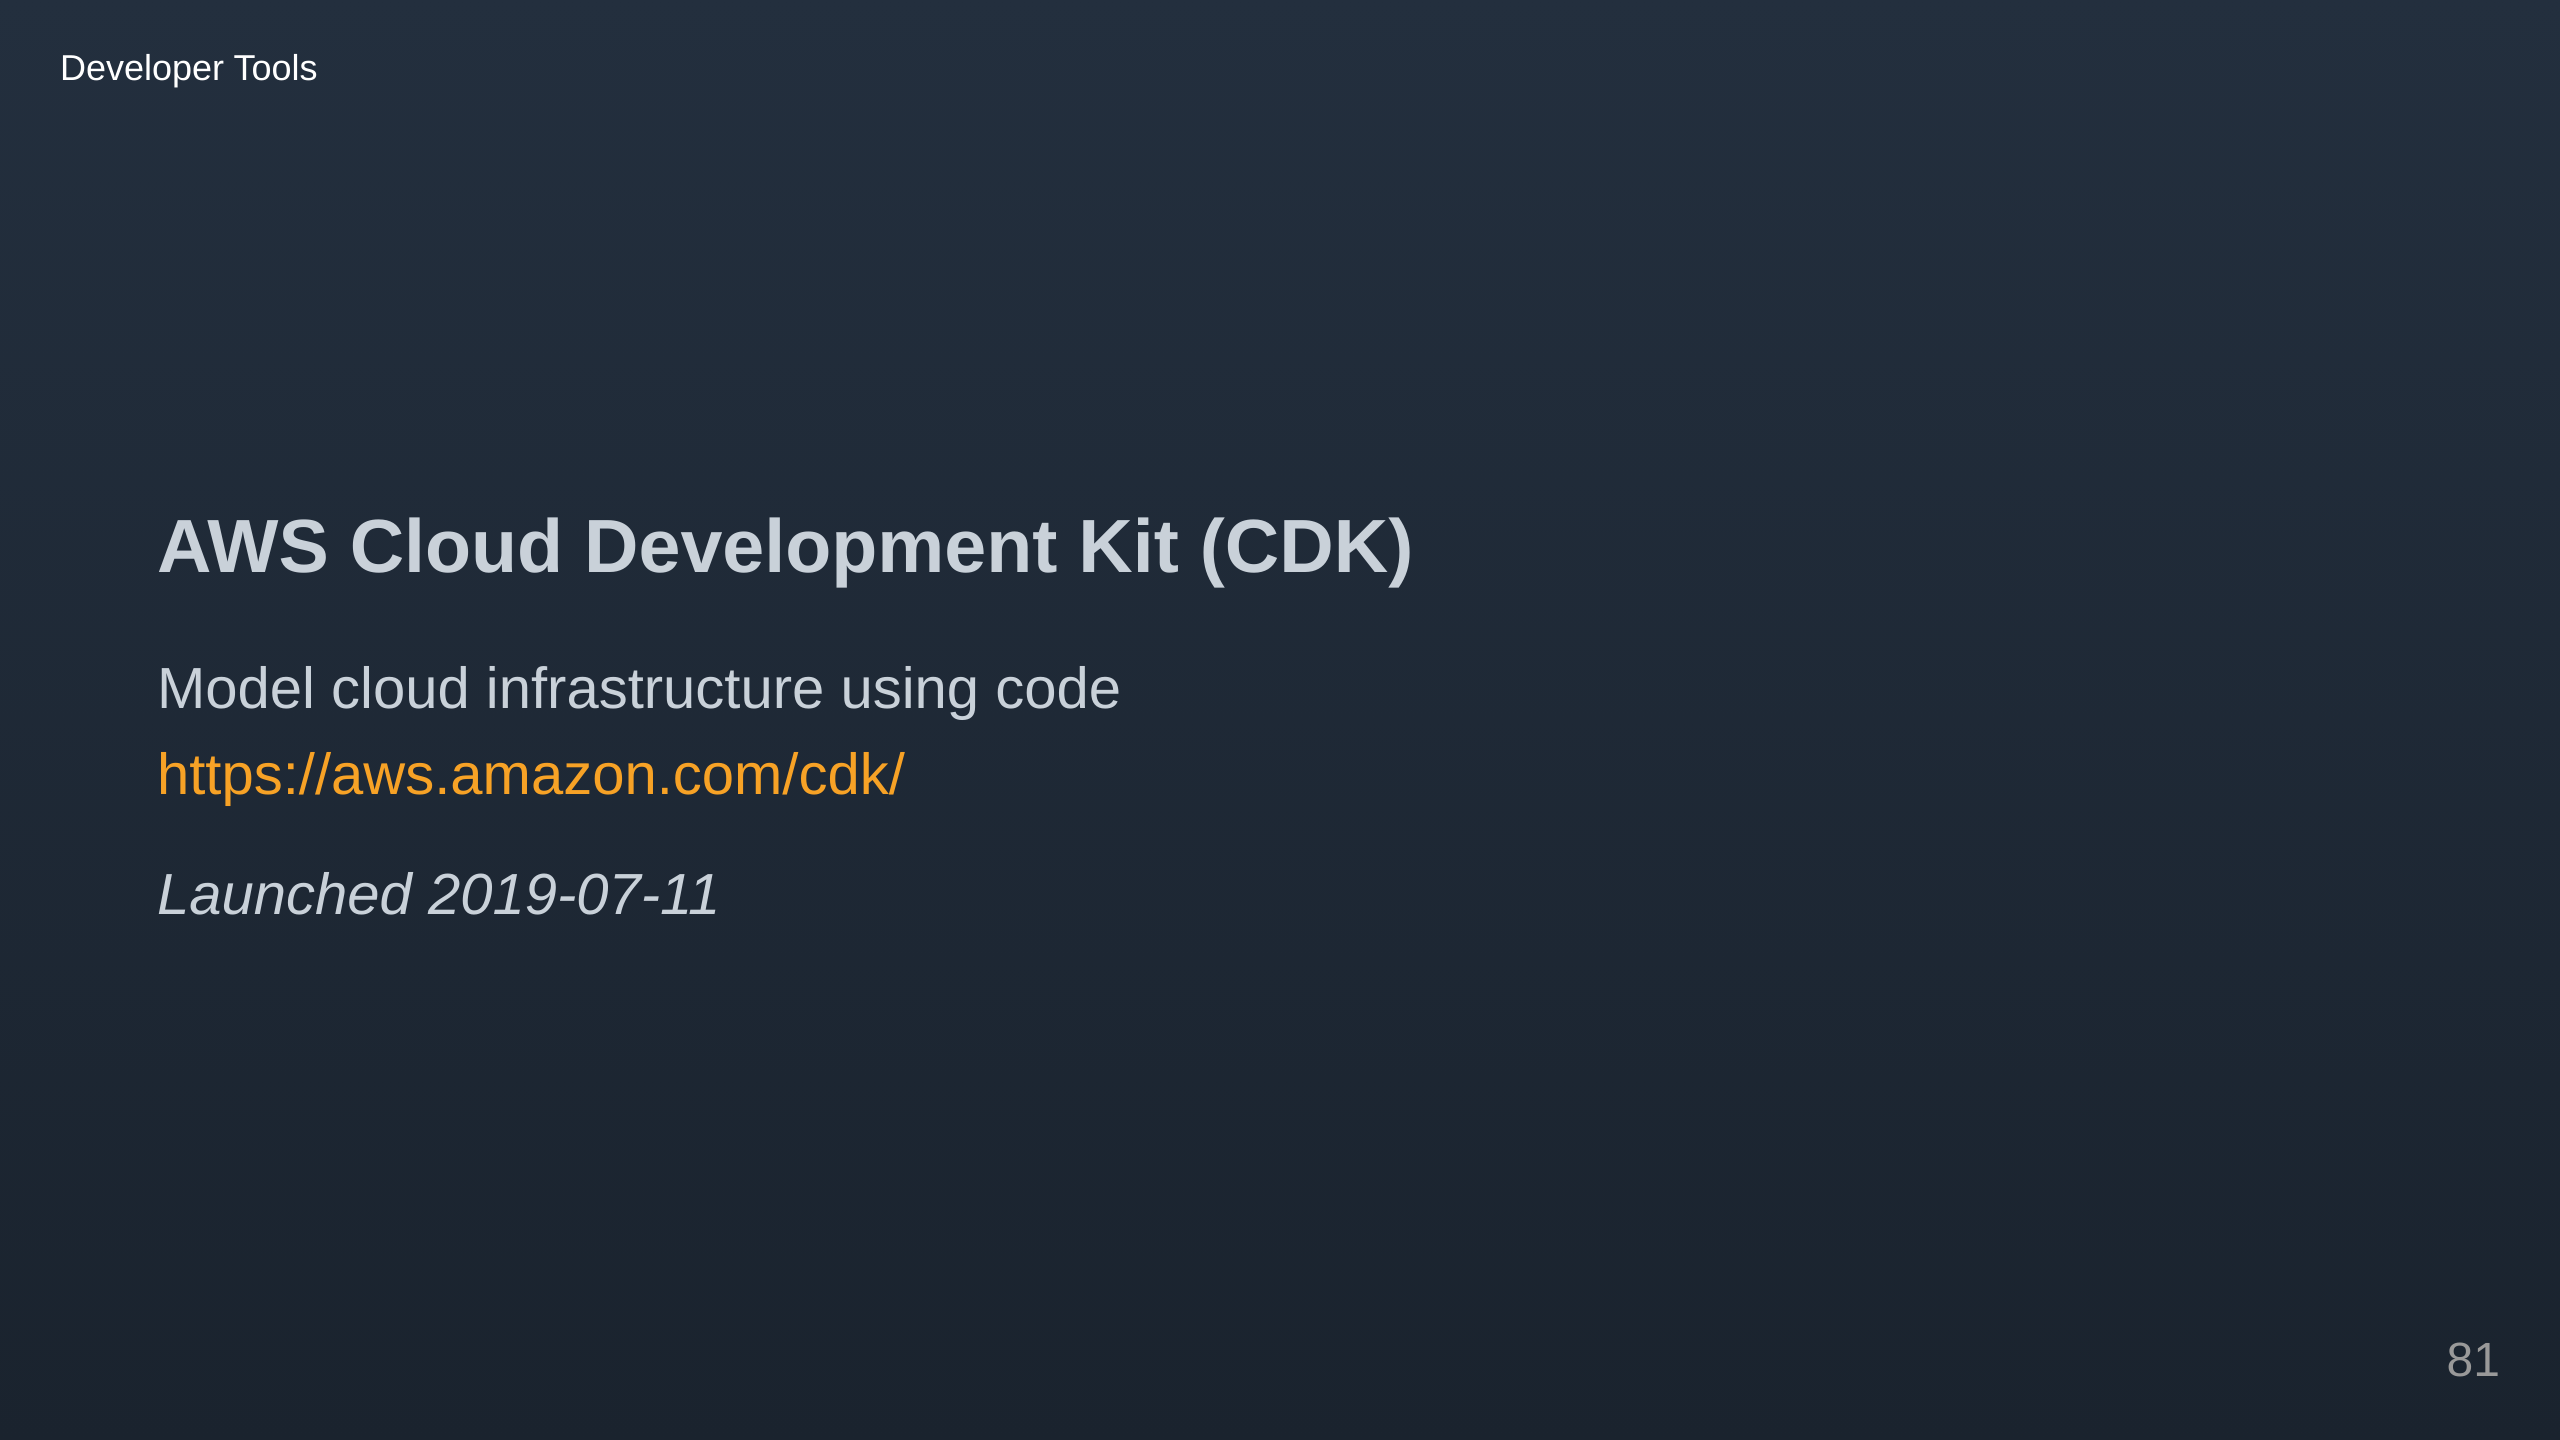 Developer Tools
AWS Cloud Development Kit (CDK)
Model cloud infrastructure using code
https://aws.amazon.com/cdk/
Launched 2019-07-11
81